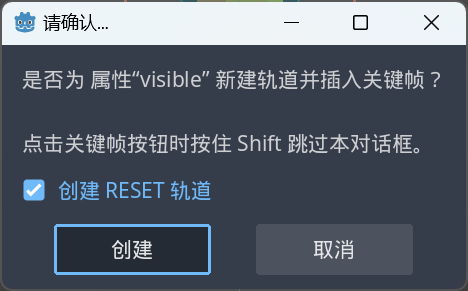 请确认...
是否为 属性“visible” 新建轨道并插入关键帧？
点击关键帧按钮时按住 Shift 跳过本对话框。
创建 RESET 轨道
创建
取消